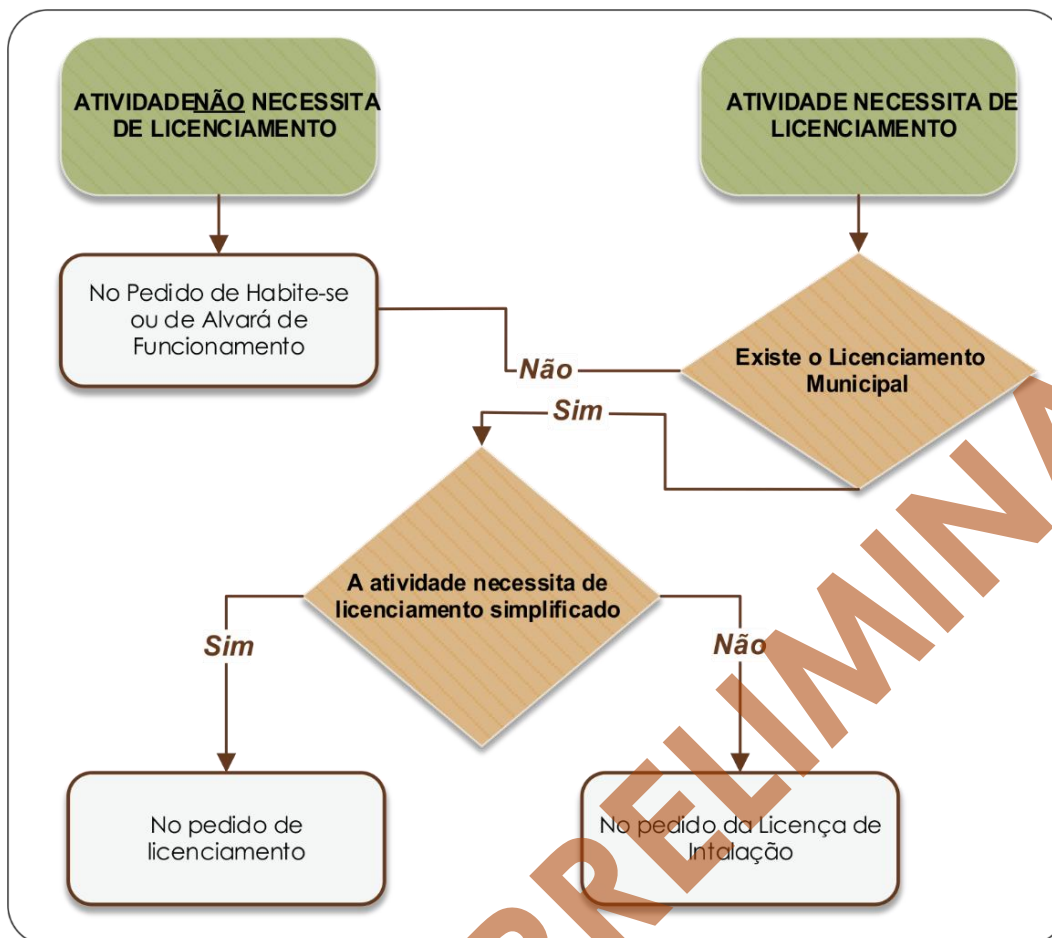 ATIVIDADE NÃO NECESSITA
DE LICENCIAMENTO
ATIVIDADE NECESSITA DE
LICENCIAMENTO
No Pedido de Habite-se
ou de Alvará de
Funcionamento
Existe o Licenciamento
Municipal
Não
Sim
A atividade necessita de
licenciamento simplificado
Sim
Não
No pedido de
licenciamento
No pedido da Licença de
Intalação
PRELIMINA